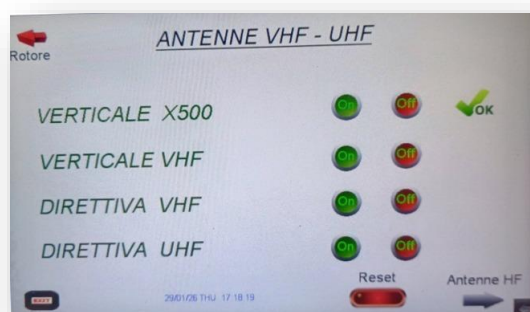 ANTENNE VHF - UHF
Rotore
VERTICALE X500 On Off OK
VERTICALE VHF On Off
DIRETTIVA VHF On Off
DIRETTIVA UHF On Off
Reset Antenne HF
29/01/26 THU 17:18:19